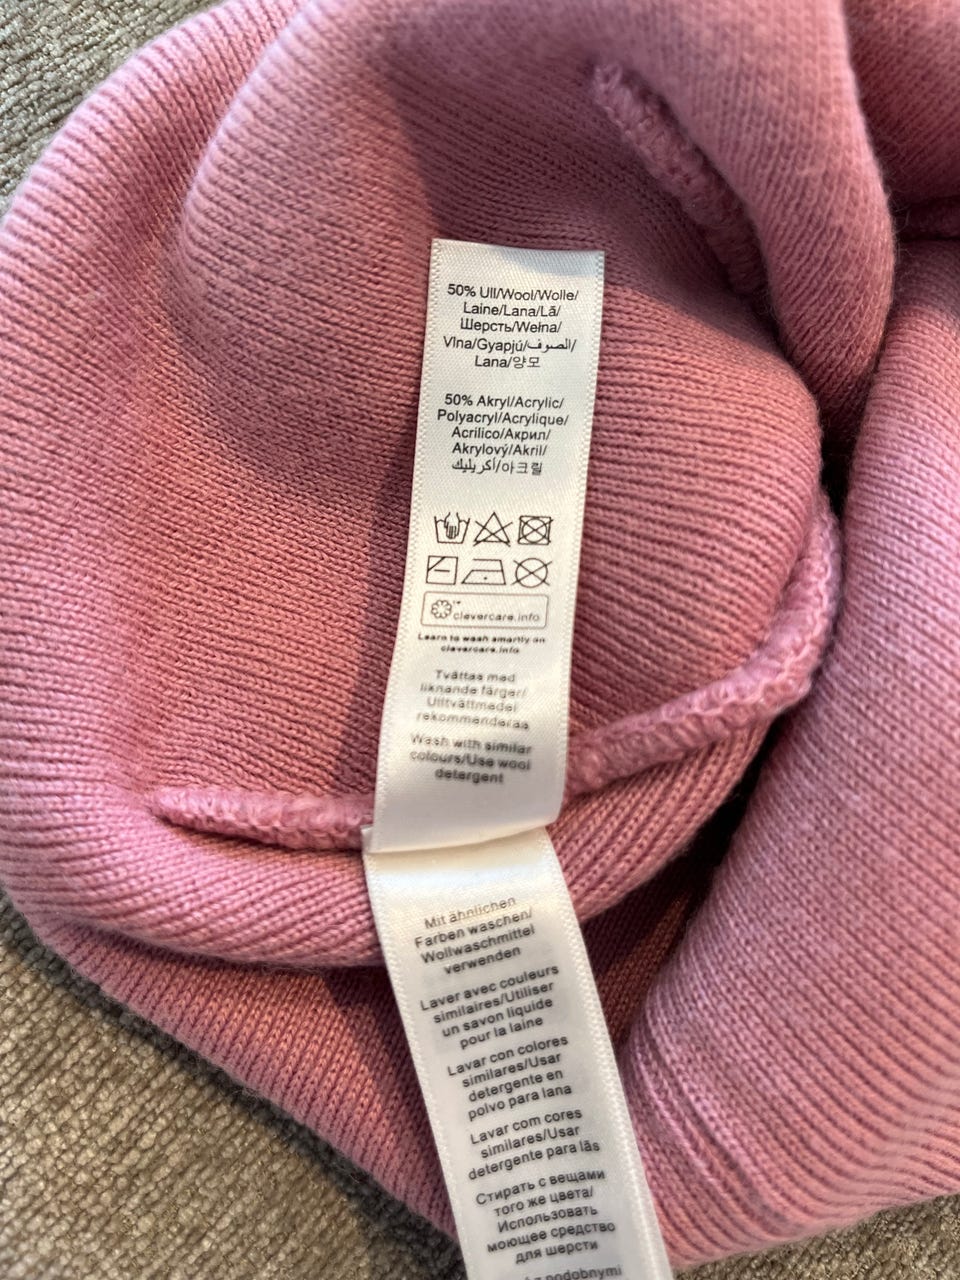 50% Ull/Wool/Wolle/
Laine/Lana/Lã/
Шерсть/Wełna/
Vlna/Gyapjú/الصوف/
Lana/양모
50% Akryl/Acrylic/
Polyacryl/Acrylique/
Acrilico/Акрил/
Akrylový/Akril/
أكريليك/아크릴
clevercare.info
Learn to wash smartly on
clevercare.info
Tvättas med
liknande färger/
Ulltvättmedel
rekommenderas
Wash with similar
colours/Use wool
detergent
Mit ähnlichen
Farben waschen/
Wollwaschmittel
verwenden
Laver avec couleurs
similaires/Utiliser
un savon liquide
pour la laine
Lavar con colores
similares/Usar
detergente en
polvo para lana
Lavar com cores
similares/Usar
detergente para lãs
Стирать с вещами
того же цвета/
Использовать
моющее средство
для шерсти
podobnymi